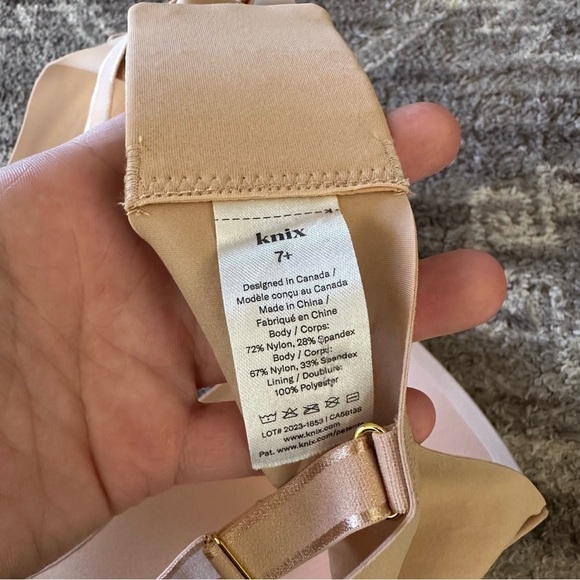 knix
7+
Designed in Canada /
Modèle conçu au Canada
Made in China /
Fabriqué en Chine
Body / Corps:
72% Nylon, 28% Spandex
Body / Corps:
67% Nylon, 33% Spandex
Lining / Doublure:
100% Polyester
LOT# 2023-1853 | CA56138
www.knix.com
Pat. www.knix.com/